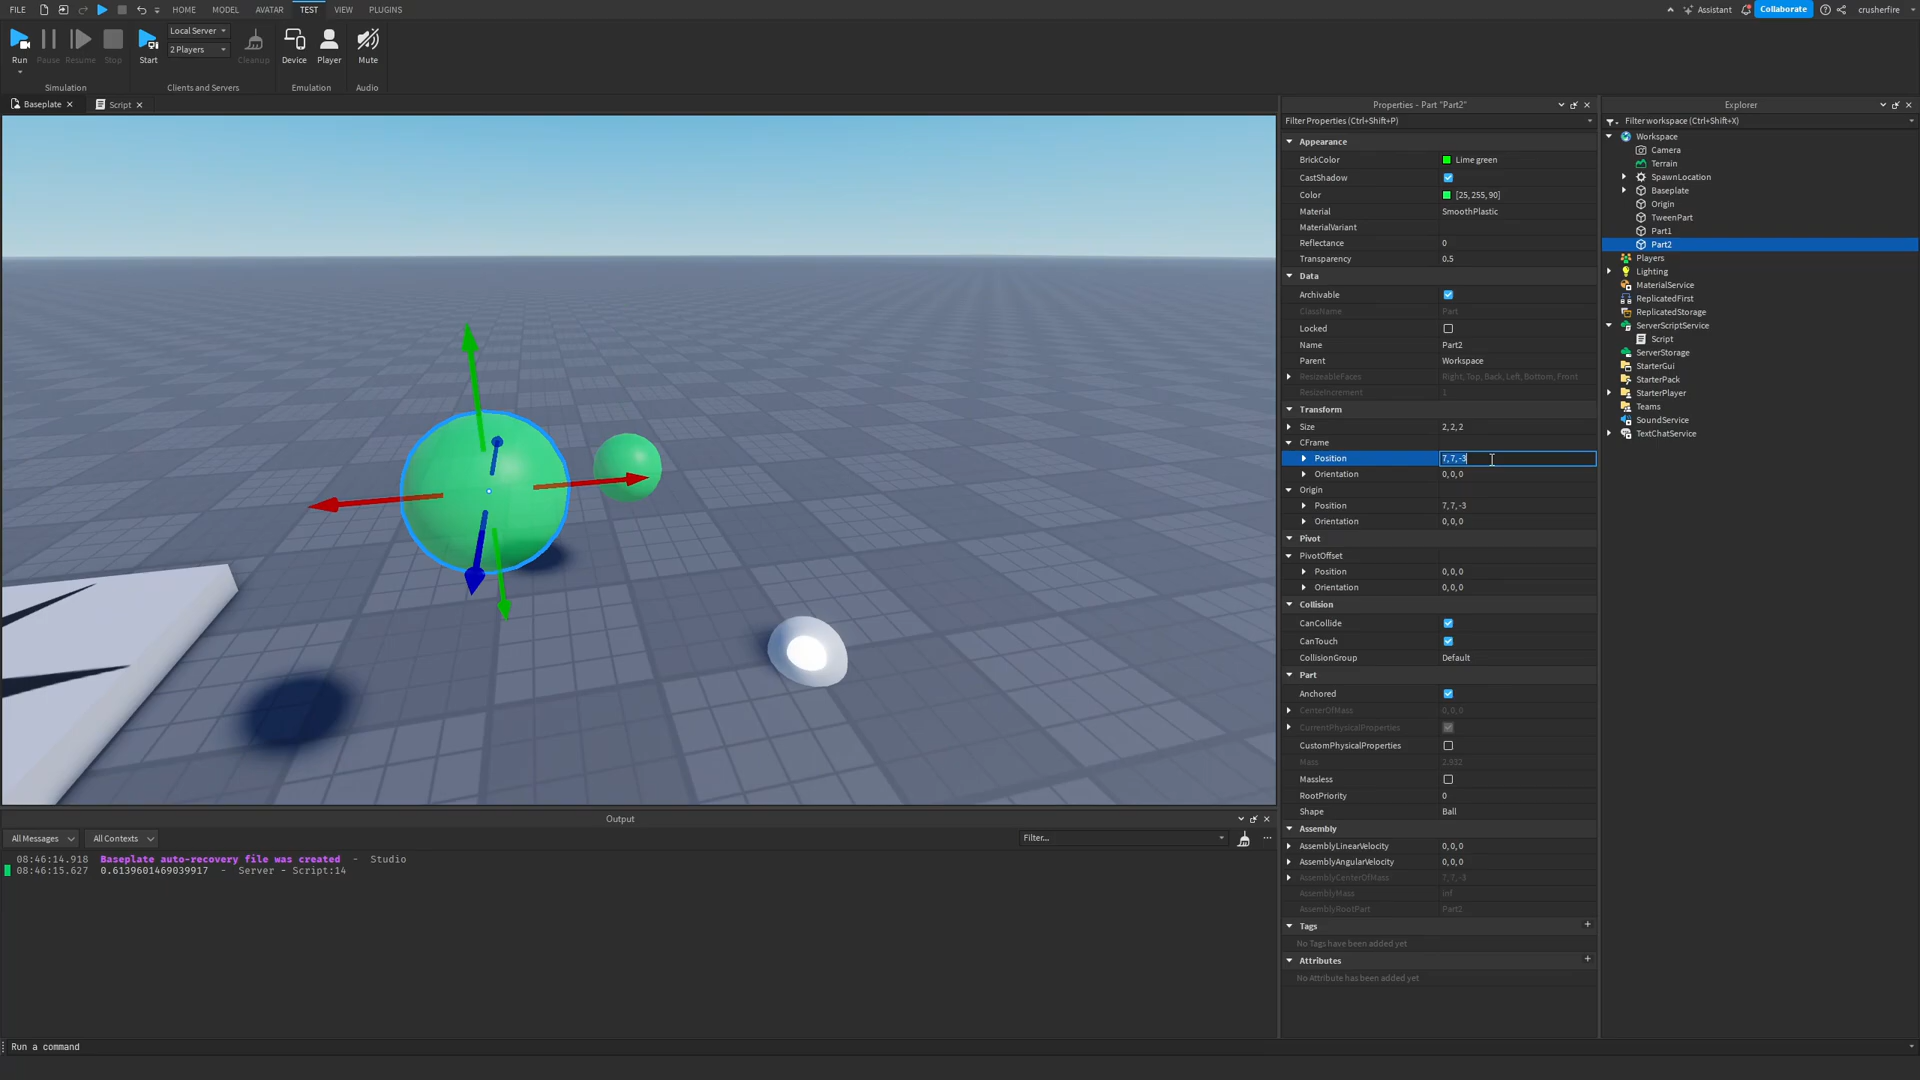 FILE HOME MODEL AVATAR TEST VIEW PLUGINS Assistant Collaborate crusherfire
Run Pause Resume Stop Start Local Server 2 Players Cleanup Device Player Mute
Simulation Clients and Servers Emulation Audio
Baseplate Script
Properties - Part "Part2"
Filter Properties (Ctrl+Shift+P)
Appearance
BrickColor Lime green
CastShadow
Color [25, 255, 90]
Material SmoothPlastic
MaterialVariant
Reflectance 0
Transparency 0.5
Data
Archivable
ClassName Part
Locked
Name Part2
Parent Workspace
ResizeableFaces Right, Top, Back, Left, Bottom, Front
ResizeIncrement 1
Transform
Size 2, 2, 2
CFrame
Position 7, 7, -3
Orientation 0, 0, 0
Origin
Position 7, 7, -3
Orientation 0, 0, 0
Pivot
PivotOffset
Position 0, 0, 0
Orientation 0, 0, 0
Collision
CanCollide
CanTouch
CollisionGroup Default
Part
Anchored
CenterOfMass 0, 0, 0
CurrentPhysicalProperties
CustomPhysicalProperties
Mass 2.932
Massless
RootPriority 0
Shape Ball
Assembly
AssemblyLinearVelocity 0, 0, 0
AssemblyAngularVelocity 0, 0, 0
AssemblyCenterOfMass 7, 7, -3
AssemblyMass inf
AssemblyRootPart Part2
Tags
No Tags have been added yet
Attributes
No Attribute has been added yet
Explorer
Filter workspace (Ctrl+Shift+X)
Workspace
Camera
Terrain
SpawnLocation
Baseplate
Origin
TweenPart
Part1
Part2
Players
Lighting
MaterialService
ReplicatedFirst
ReplicatedStorage
ServerScriptService
Script
ServerStorage
StarterGui
StarterPack
StarterPlayer
Teams
SoundService
TextChatService
Output
All Messages All Contexts Filter...
08:46:14.918 Baseplate auto-recovery file was created - Studio
08:46:15.627 0.6139601469039917 - Server - Script:14
Run a command